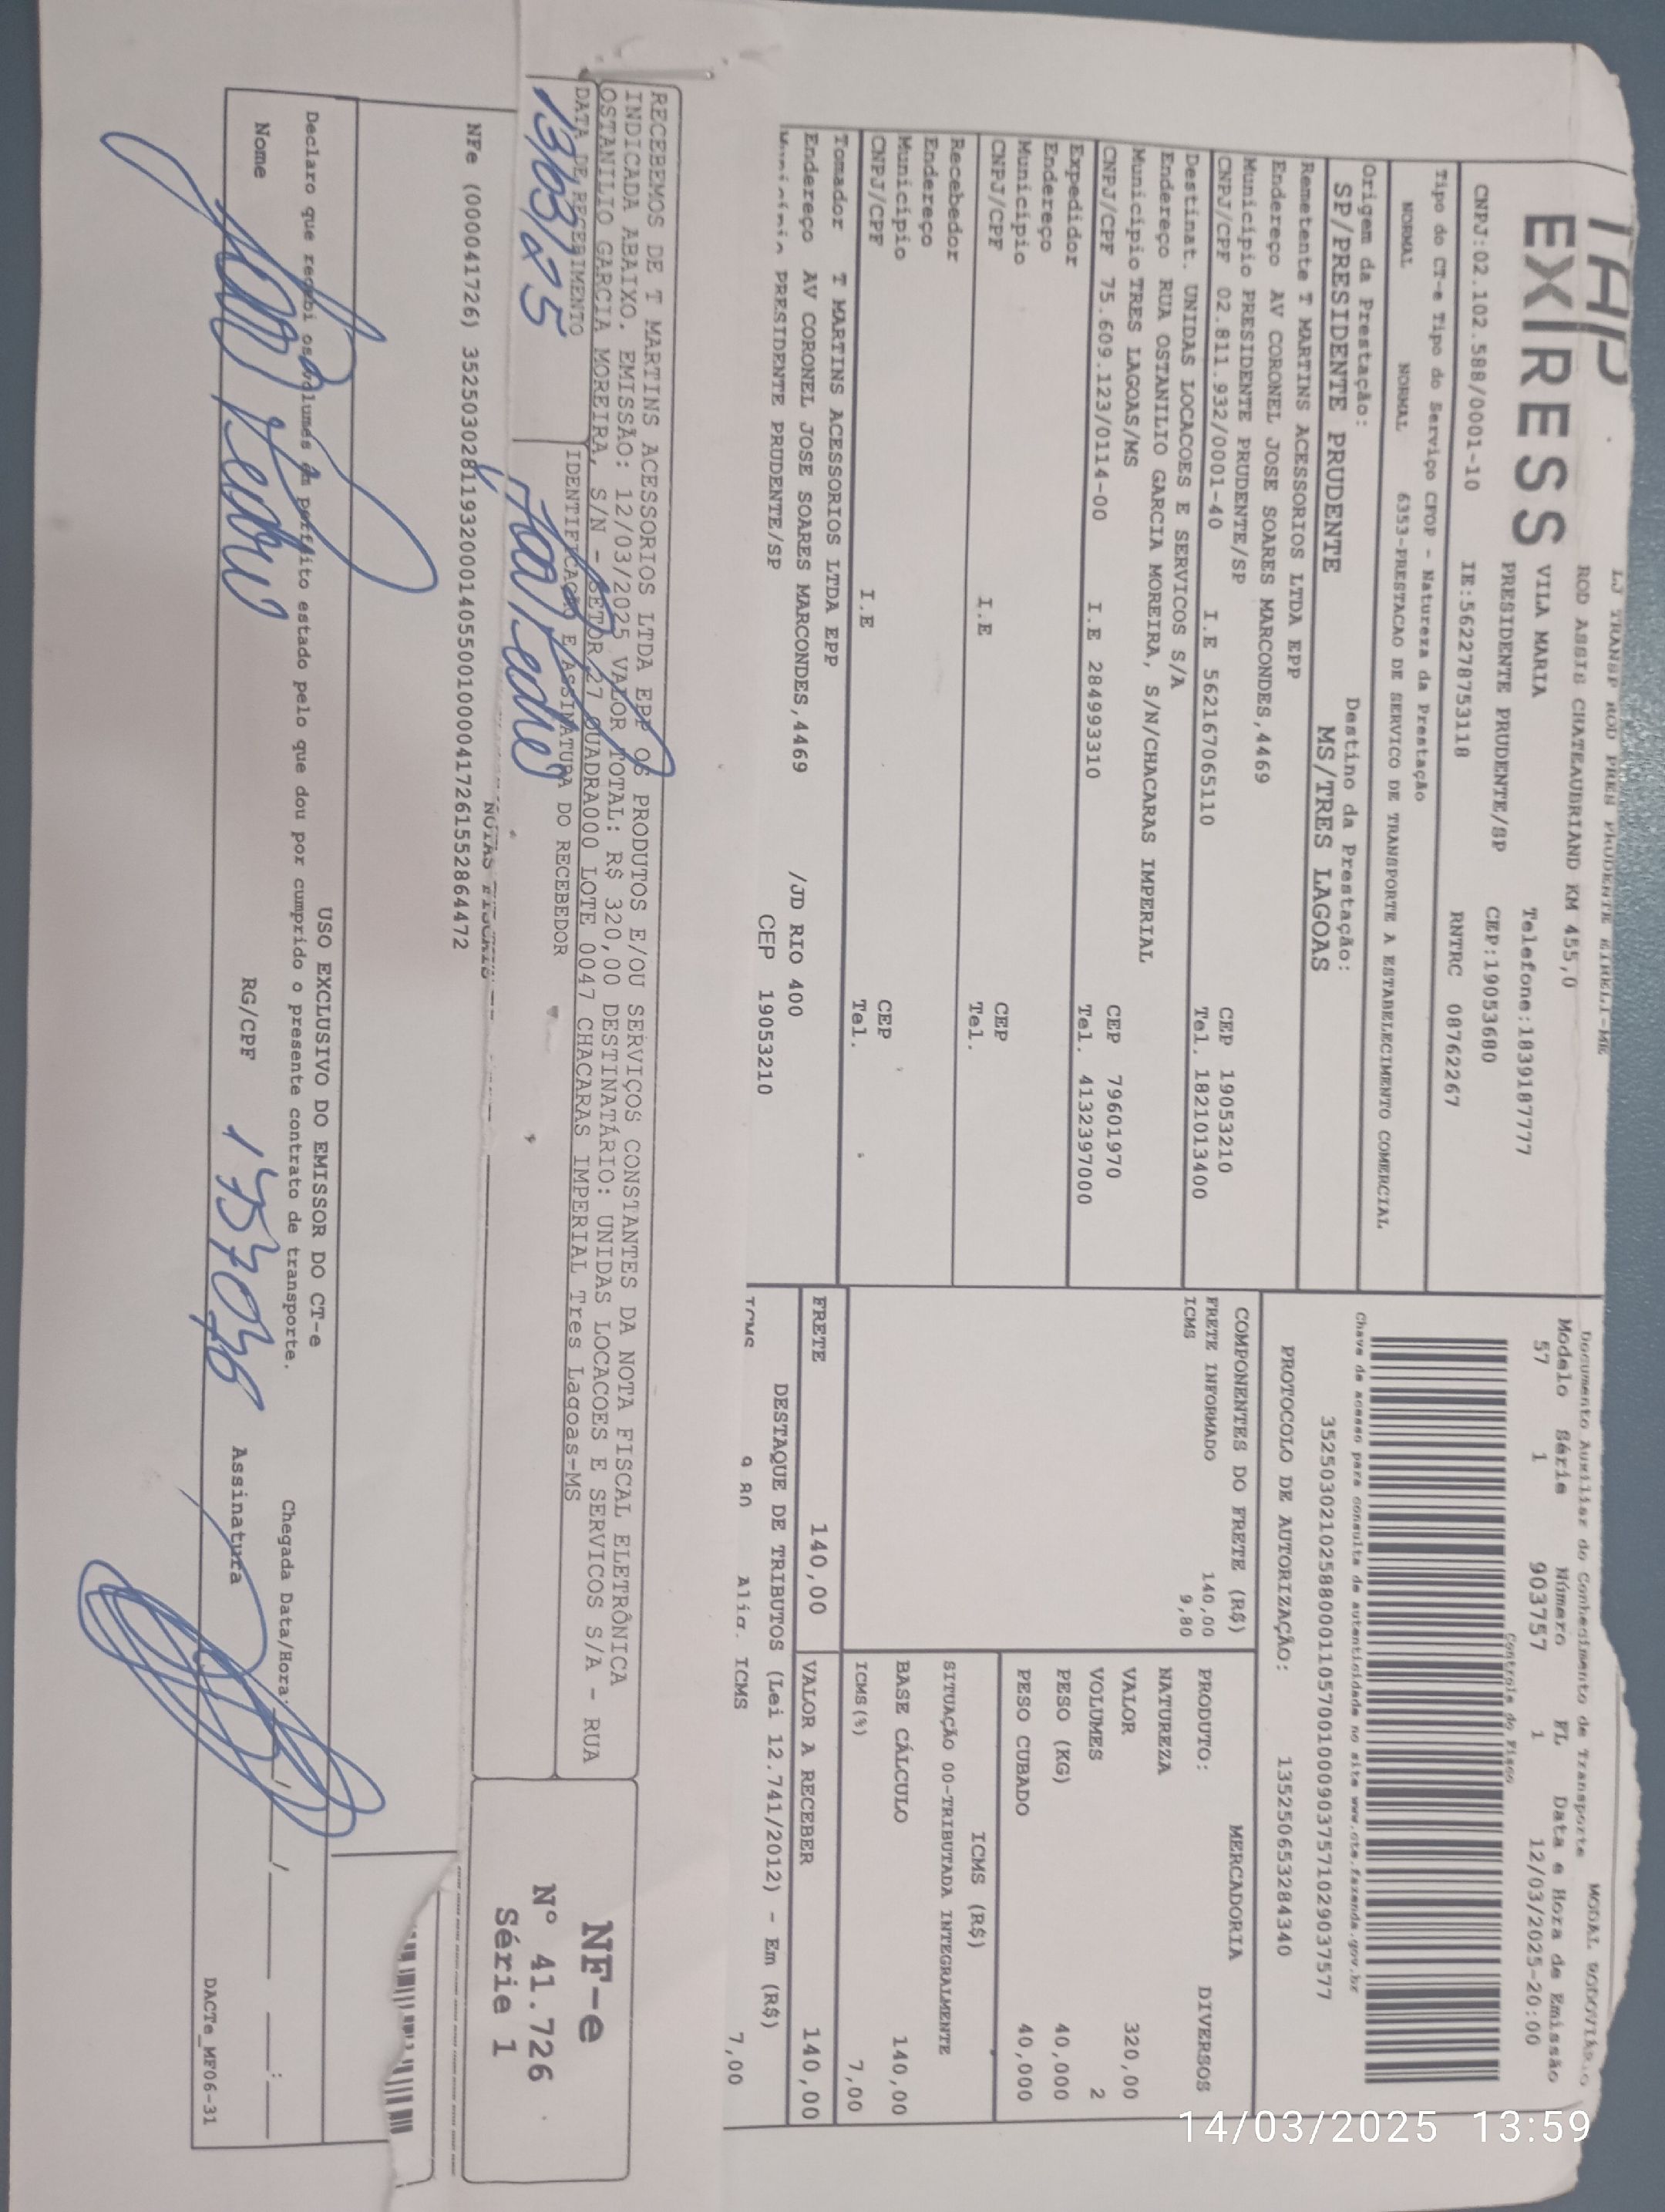 THP
EXPRESS
LJ TRANSP ROD PRES PRUDENTE EIRELI-ME
ROD ASSIS CHATEAUBRIAND KM 455,0
VILA MARIA Telefone:1839187777
PRESIDENTE PRUDENTE/SP CEP:19053680
CNPJ:02.102.588/0001-10 IE:562278753118 RNTRC 08762267
Documento Auxiliar do Conhecimento de Transporte MODAL RODOVIÁRIO
Modelo Série Número FL Data e Hora de Emissão
57 1 903757 1 12/03/2025-20:00
Controle do Fisco
Chave de acesso para consulta de autenticidade no site www.cte.fazenda.gov.br
35250302102588000110570010009037571029037577
PROTOCOLO DE AUTORIZAÇÃO: 135250653284340
Tipo do CT-e Tipo do Serviço CFOP - Natureza da Prestação
NORMAL NORMAL 6353-PRESTACAO DE SERVICO DE TRANSPORTE A ESTABELECIMENTO COMERCIAL
Origem da Prestação: Destino da Prestação:
SP/PRESIDENTE PRUDENTE MS/TRES LAGOAS
Remetente T MARTINS ACESSORIOS LTDA EPP
Endereço AV CORONEL JOSE SOARES MARCONDES,4469
Município PRESIDENTE PRUDENTE/SP CEP 19053210
CNPJ/CPF 02.811.932/0001-40 I.E 562167065110 Tel. 1821013400
Destinat. UNIDAS LOCACOES E SERVICOS S/A
Endereço RUA OSTANILIO GARCIA MOREIRA, S/N/CHACARAS IMPERIAL
Município TRES LAGOAS/MS CEP 79601970
CNPJ/CPF 75.609.123/0114-00 I.E 284993310 Tel. 4132397000
Expedidor
Endereço
Município CEP
CNPJ/CPF I.E Tel.
Recebedor
Endereço
Município CEP
CNPJ/CPF I.E Tel.
Tomador T MARTINS ACESSORIOS LTDA EPP
Endereço AV CORONEL JOSE SOARES MARCONDES,4469 /JD RIO 400
Município PRESIDENTE PRUDENTE/SP CEP 19053210
COMPONENTES DO FRETE (R$)
FRETE INFORMADO 140,00
ICMS 9,80
MERCADORIA
PRODUTO: DIVERSOS
NATUREZA
VALOR 320,00
VOLUMES 2
PESO (KG) 40,000
PESO CUBADO 40,000
ICMS (R$)
SITUAÇÃO 00-TRIBUTADA INTEGRALMENTE
BASE CÁLCULO 140,00
ICMS(%) 7,00
FRETE 140,00 VALOR A RECEBER 140,00
DESTAQUE DE TRIBUTOS (Lei 12.741/2012) - Em (R$)
ICMS 9,80 Aliq. ICMS 7,00
RECEBEMOS DE T MARTINS ACESSORIOS LTDA EPP OS PRODUTOS E/OU SERVIÇOS CONSTANTES DA NOTA FISCAL ELETRÔNICA
INDICADA ABAIXO. EMISSÃO: 12/03/2025 VALOR TOTAL: R$ 320,00 DESTINATÁRIO: UNIDAS LOCACOES E SERVICOS S/A - RUA
OSTANILIO GARCIA MOREIRA, S/N - SETOR 27 QUADRA000 LOTE 0047 CHACARAS IMPERIAL Tres Lagoas-MS
DATA DE RECEBIMENTO IDENTIFICAÇÃO E ASSINATURA DO RECEBEDOR
13/03/25
NF-e
Nº 41.726
Série 1
NOTAS FISCAIS
NFe (000041726) 35250302811932000140550010000417261552864472
USO EXCLUSIVO DO EMISSOR DO CT-e
Declaro que recebi os volumes em perfeito estado pelo que dou por cumprido o presente contrato de transporte. Chegada Data/Hora: / / :
Nome RG/CPF Assinatura
DACTe_MF06-31
14/03/2025 13:59